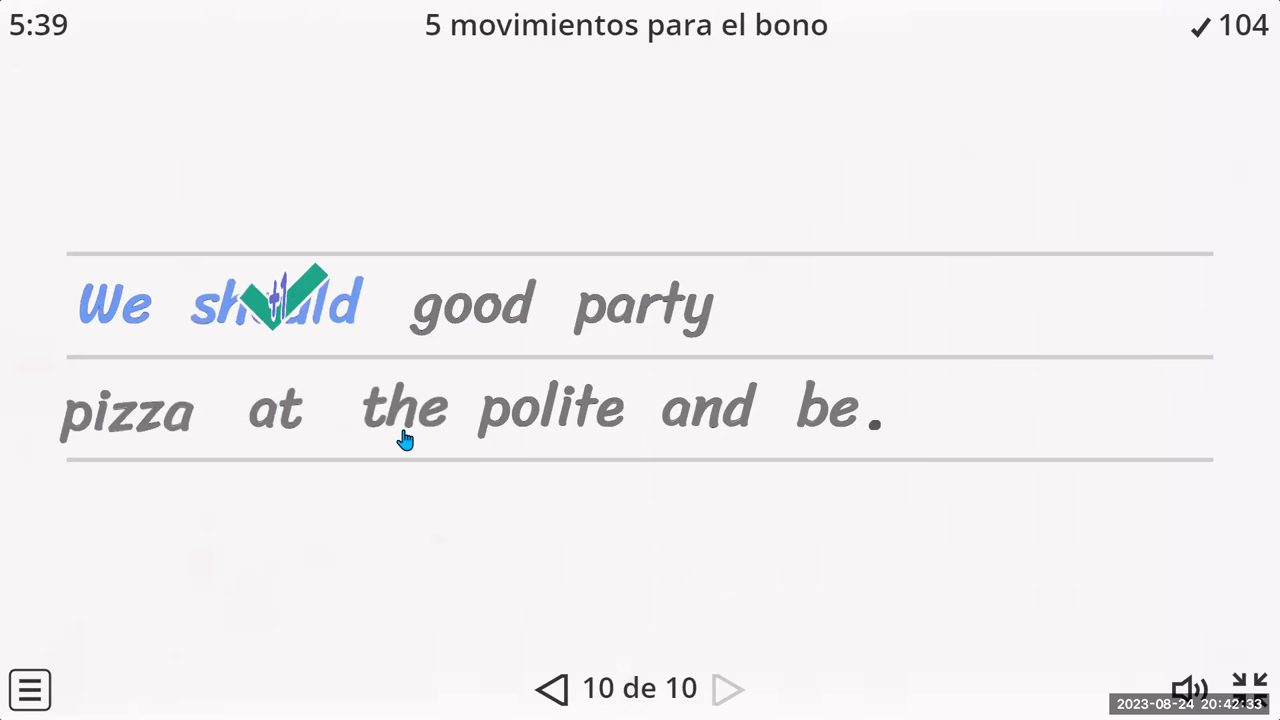 5:39 5 movimientos para el bono 104
We should good party
pizza at the polite and be.
10 de 10
2023-08-24 20:42:33